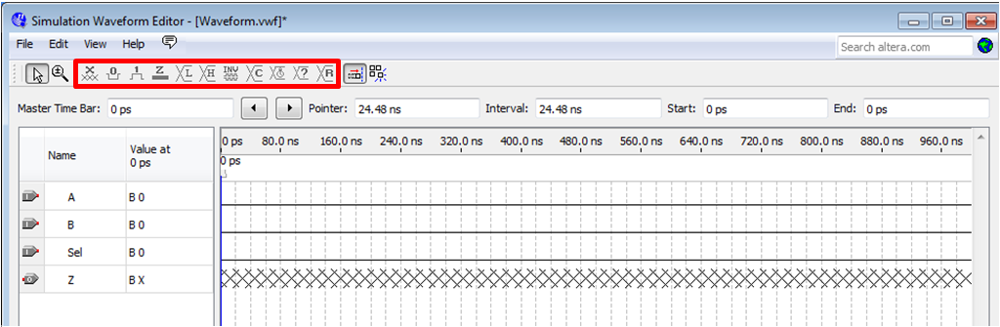 Simulation Waveform Editor - [Waveform.vwf]*
File Edit View Help
Search altera.com
X 0 1 Z L H INV C ? R
Master Time Bar: 0 ps Pointer: 24.48 ns Interval: 24.48 ns Start: 0 ps End: 0 ps
Name Value at 0 ps
0 ps 80.0 ns 160.0 ns 240.0 ns 320.0 ns 400.0 ns 480.0 ns 560.0 ns 640.0 ns 720.0 ns 800.0 ns 880.0 ns 960.0 ns
0 ps
A B 0
B B 0
Sel B 0
Z B X